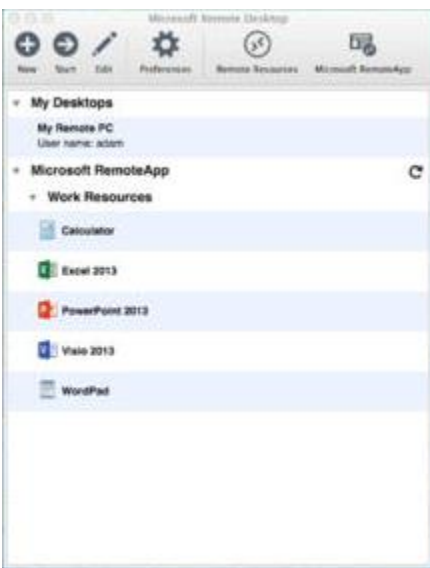 Microsoft Remote Desktop
New Start Edit Preferences Remote Resources Microsoft RemoteApp
My Desktops
My Remote PC
User name: adam
Microsoft RemoteApp
Work Resources
Calculator
Excel 2013
PowerPoint 2013
Visio 2013
WordPad